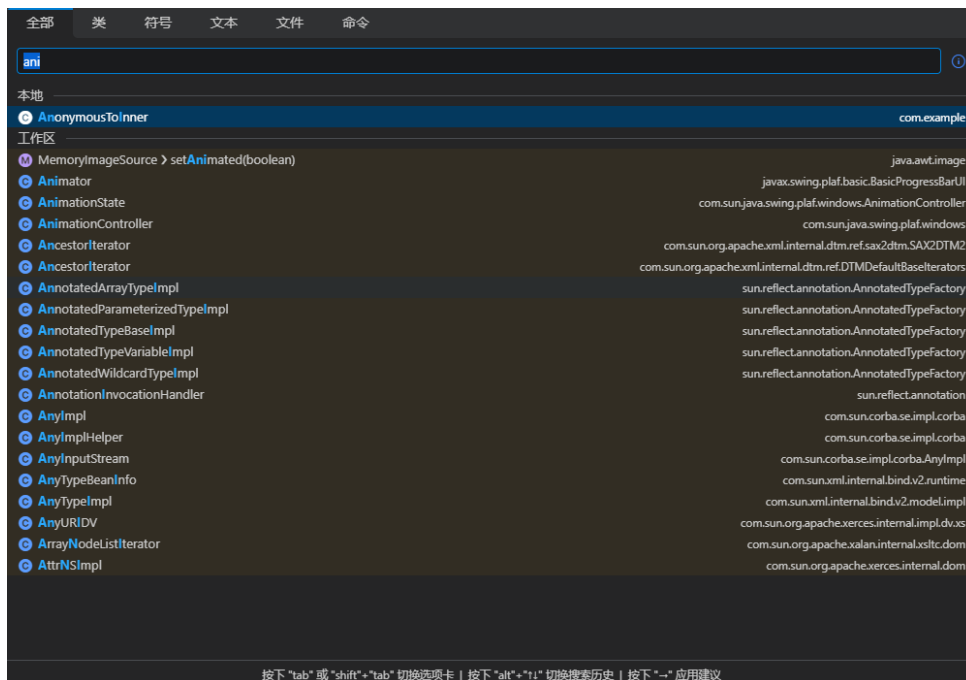 全部 类 符号 文本 文件 命令
ani
本地
AnonymousToInner com.example
工作区
MemoryImageSource > setAnimated(boolean) java.awt.image
Animator javax.swing.plaf.basic.BasicProgressBarUI
AnimationState com.sun.java.swing.plaf.windows.AnimationController
AnimationController com.sun.java.swing.plaf.windows
AncestorIterator com.sun.org.apache.xml.internal.dtm.ref.sax2dtm.SAX2DTM2
AncestorIterator com.sun.org.apache.xml.internal.dtm.ref.DTMDefaultBaseIterators
AnnotatedArrayTypeImpl sun.reflect.annotation.AnnotatedTypeFactory
AnnotatedParameterizedTypeImpl sun.reflect.annotation.AnnotatedTypeFactory
AnnotatedTypeBaseImpl sun.reflect.annotation.AnnotatedTypeFactory
AnnotatedTypeVariableImpl sun.reflect.annotation.AnnotatedTypeFactory
AnnotatedWildcardTypeImpl sun.reflect.annotation.AnnotatedTypeFactory
AnnotationInvocationHandler sun.reflect.annotation
AnyImpl com.sun.corba.se.impl.corba
AnyImplHelper com.sun.corba.se.impl.corba
AnyInputStream com.sun.corba.se.impl.corba.AnyImpl
AnyTypeBeanInfo com.sun.xml.internal.bind.v2.runtime
AnyTypeImpl com.sun.xml.internal.bind.v2.model.impl
AnyURIDV com.sun.org.apache.xerces.internal.impl.dv.xs
ArrayNodeListIterator com.sun.org.apache.xalan.internal.xsltc.dom
AttrNSImpl com.sun.org.apache.xerces.internal.dom
按下 "tab" 或 "shift"+"tab" 切换选项卡 | 按下 "alt"+"↑↓" 切换搜索历史 | 按下 "→" 应用建议